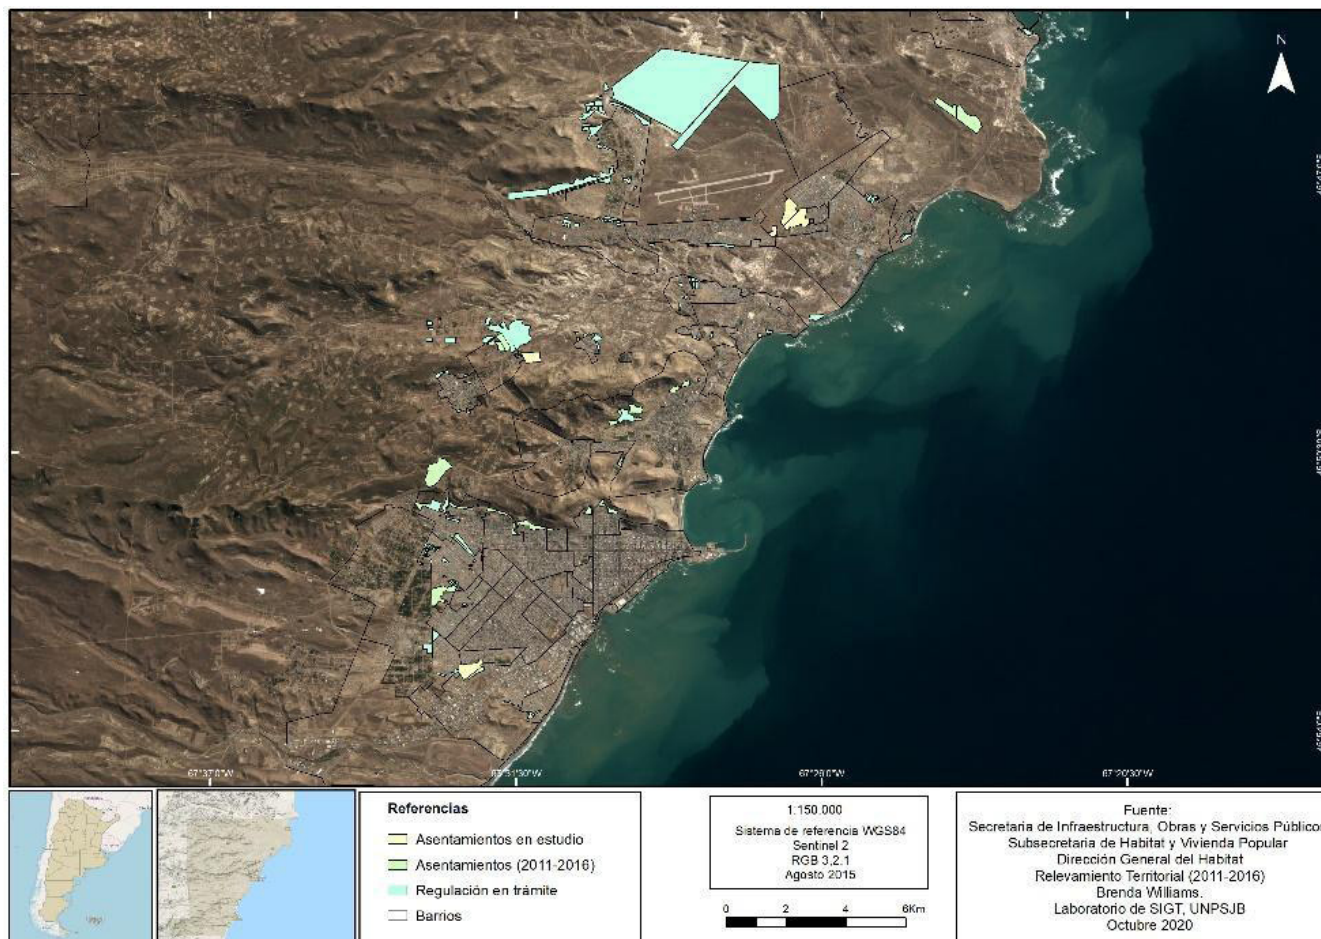 N
67°37'0"W
67°31'30"W
67°26'0"W
67°20'30"W
Referencias
Asentamientos en estudio
Asentamientos (2011-2016)
Regulación en trámite
Barrios
1:150.000
Sistema de referencia WGS84
Sentinel 2
RGB 3,2,1
Agosto 2015
0 2 4 6Km
Fuente:
Secretaria de Infraestructura, Obras y Servicios Público
Subsecretaria de Habitat y Vivienda Popular
Dirección General del Habitat
Relevamiento Territorial (2011-2016)
Brenda Williams.
Laboratorio de SIGT, UNPSJB
Octubre 2020